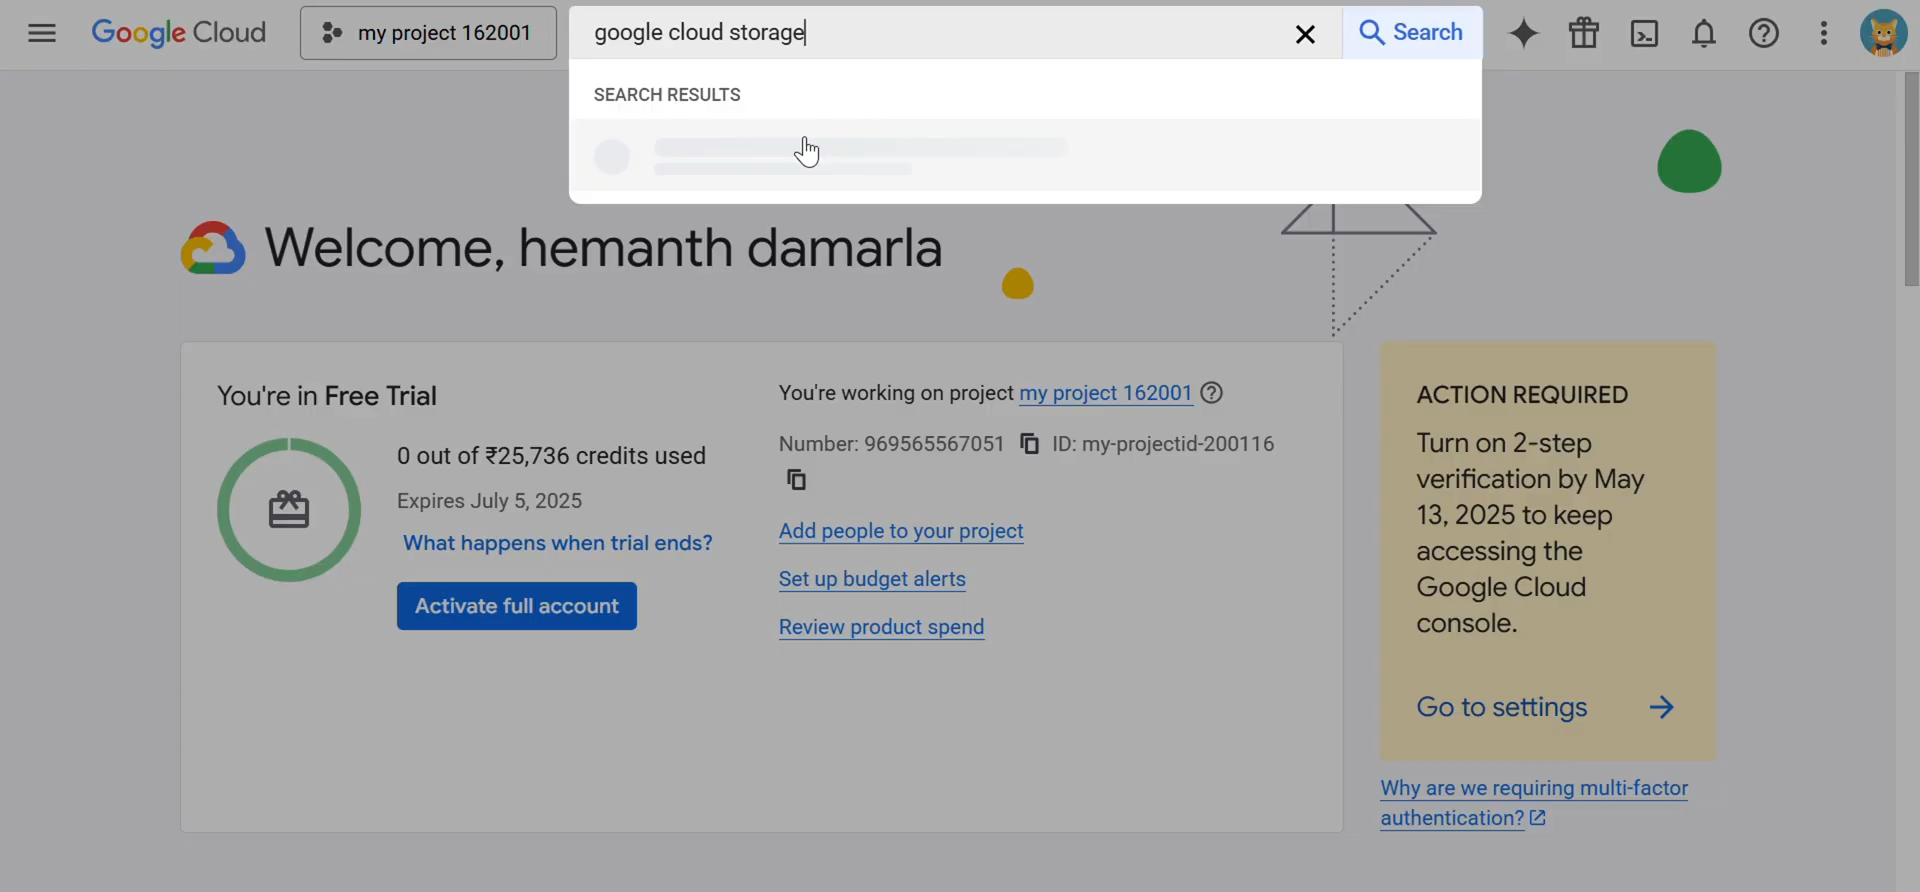 Google Cloud
my project 162001
google cloud storage
Search
SEARCH RESULTS
Welcome, hemanth damarla
You're in Free Trial
0 out of ₹25,736 credits used
Expires July 5, 2025
What happens when trial ends?
Activate full account
You're working on project my project 162001
Number: 969565567051 ID: my-projectid-200116
Add people to your project
Set up budget alerts
Review product spend
ACTION REQUIRED
Turn on 2-step
verification by May
13, 2025 to keep
accessing the
Google Cloud
console.
Go to settings
Why are we requiring multi-factor
authentication?